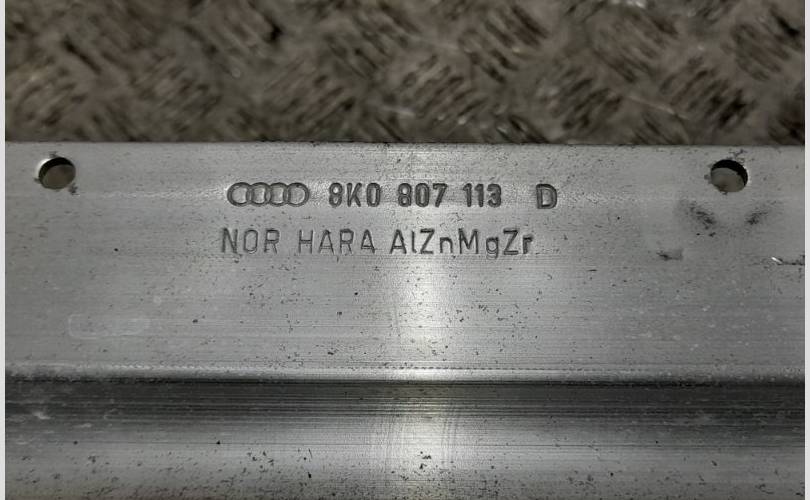 8K0 807 113 D
NOR HARA AlZnMgZr